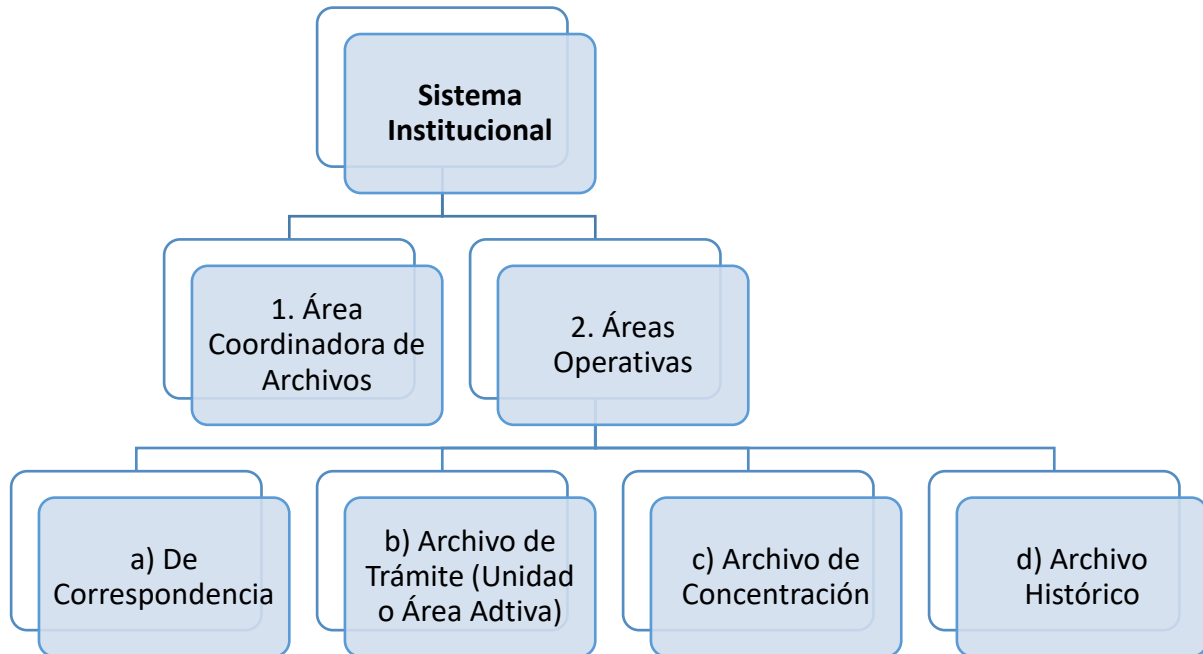 Sistema
Institucional
1. Área
Coordinadora de
Archivos
2. Áreas
Operativas
a) De
Correspondencia
b) Archivo de
Trámite (Unidad
o Área Adtiva)
c) Archivo de
Concentración
d) Archivo
Histórico